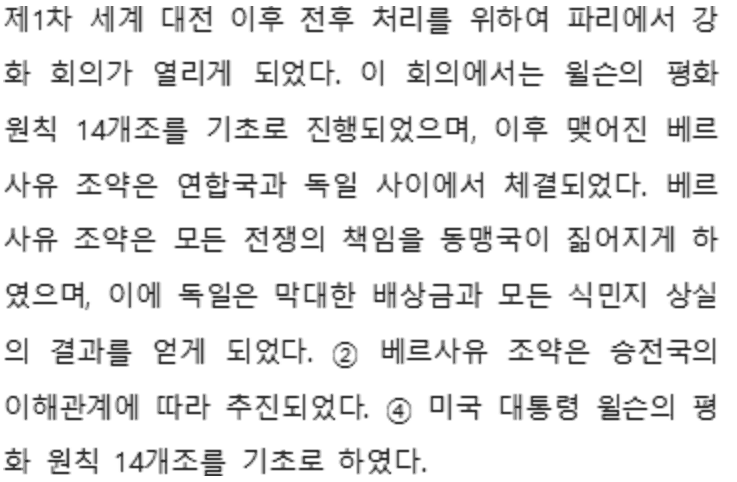 제1차 세계 대전 이후 전후 처리를 위하여 파리에서 강
화 회의가 열리게 되었다. 이 회의에서는 윌슨의 평화
원칙 14개조를 기초로 진행되었으며, 이후 맺어진 베르
사유 조약은 연합국과 독일 사이에서 체결되었다. 베르
사유 조약은 모든 전쟁의 책임을 동맹국이 짊어지게 하
였으며, 이에 독일은 막대한 배상금과 모든 식민지 상실
의 결과를 얻게 되었다. ② 베르사유 조약은 승전국의
이해관계에 따라 추진되었다. ④ 미국 대통령 윌슨의 평
화 원칙 14개조를 기초로 하였다.